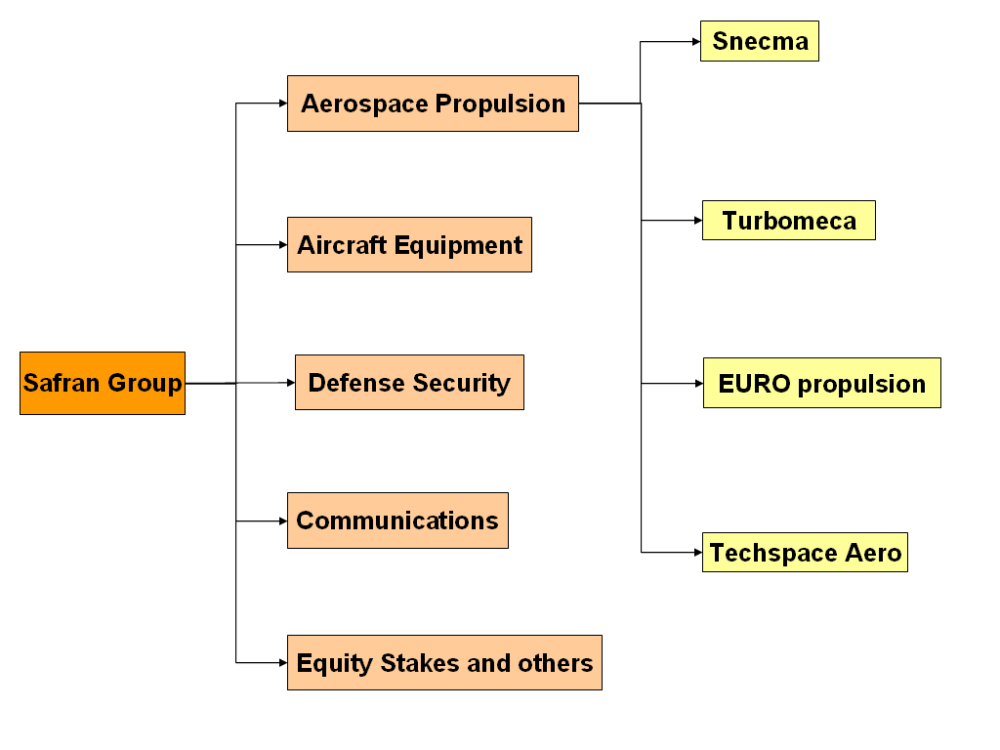 Safran Group
Aerospace Propulsion
Aircraft Equipment
Defense Security
Communications
Equity Stakes and others
Snecma
Turbomeca
EURO propulsion
Techspace Aero